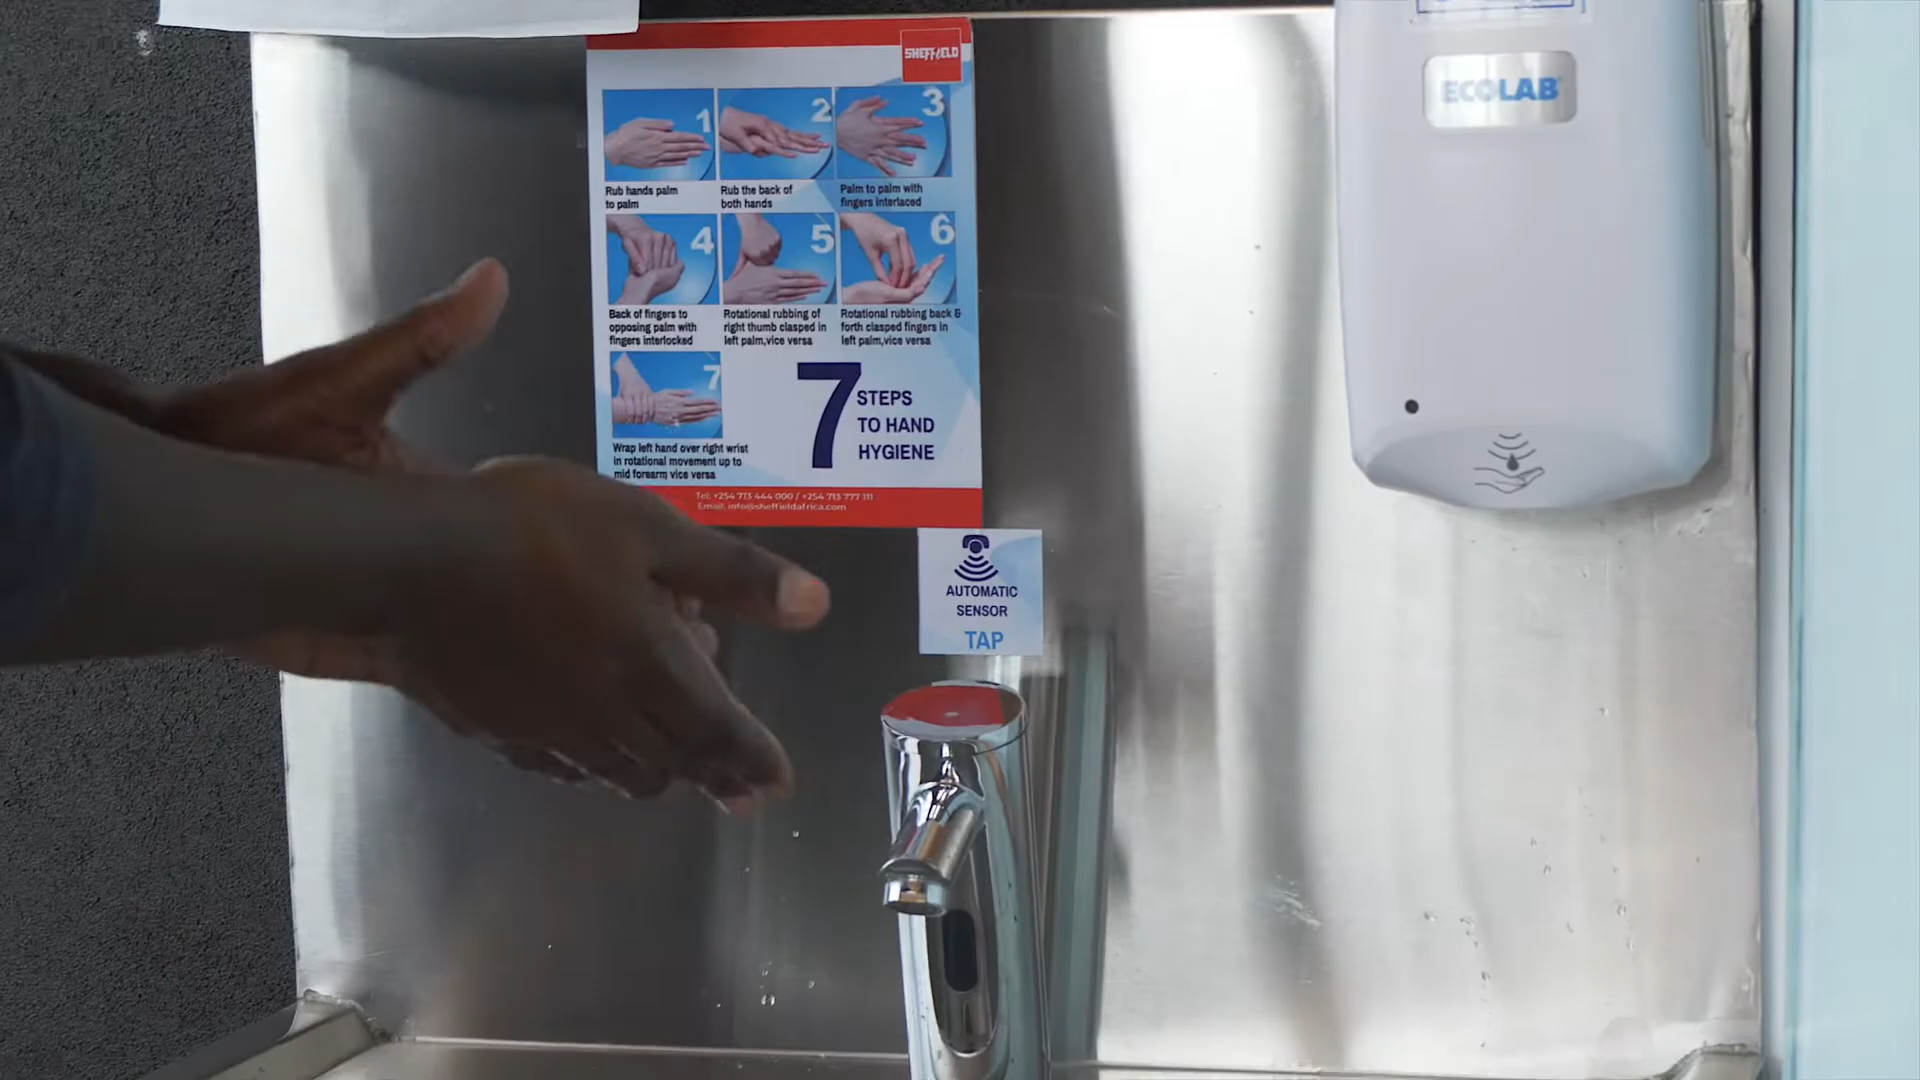 SHEFFIELD
ECOLAB
1
2
3
Rub hands palm
to palm
Rub the back of
both hands
Palm to palm with
fingers interlaced
4
5
6
Back of fingers to
opposing palm with
fingers interlocked
Rotational rubbing of
right thumb clasped in
left palm,vice versa
Rotational rubbing back &
forth clasped fingers in
left palm,vice versa
7
Wrap left hand over right wrist
in rotational movement up to
mid forearm vice versa
7
STEPS
TO HAND
HYGIENE
Tel: +254 713 444 000 / +254 713 777 111
Email: info@sheffieldafrica.com
AUTOMATIC
SENSOR
TAP